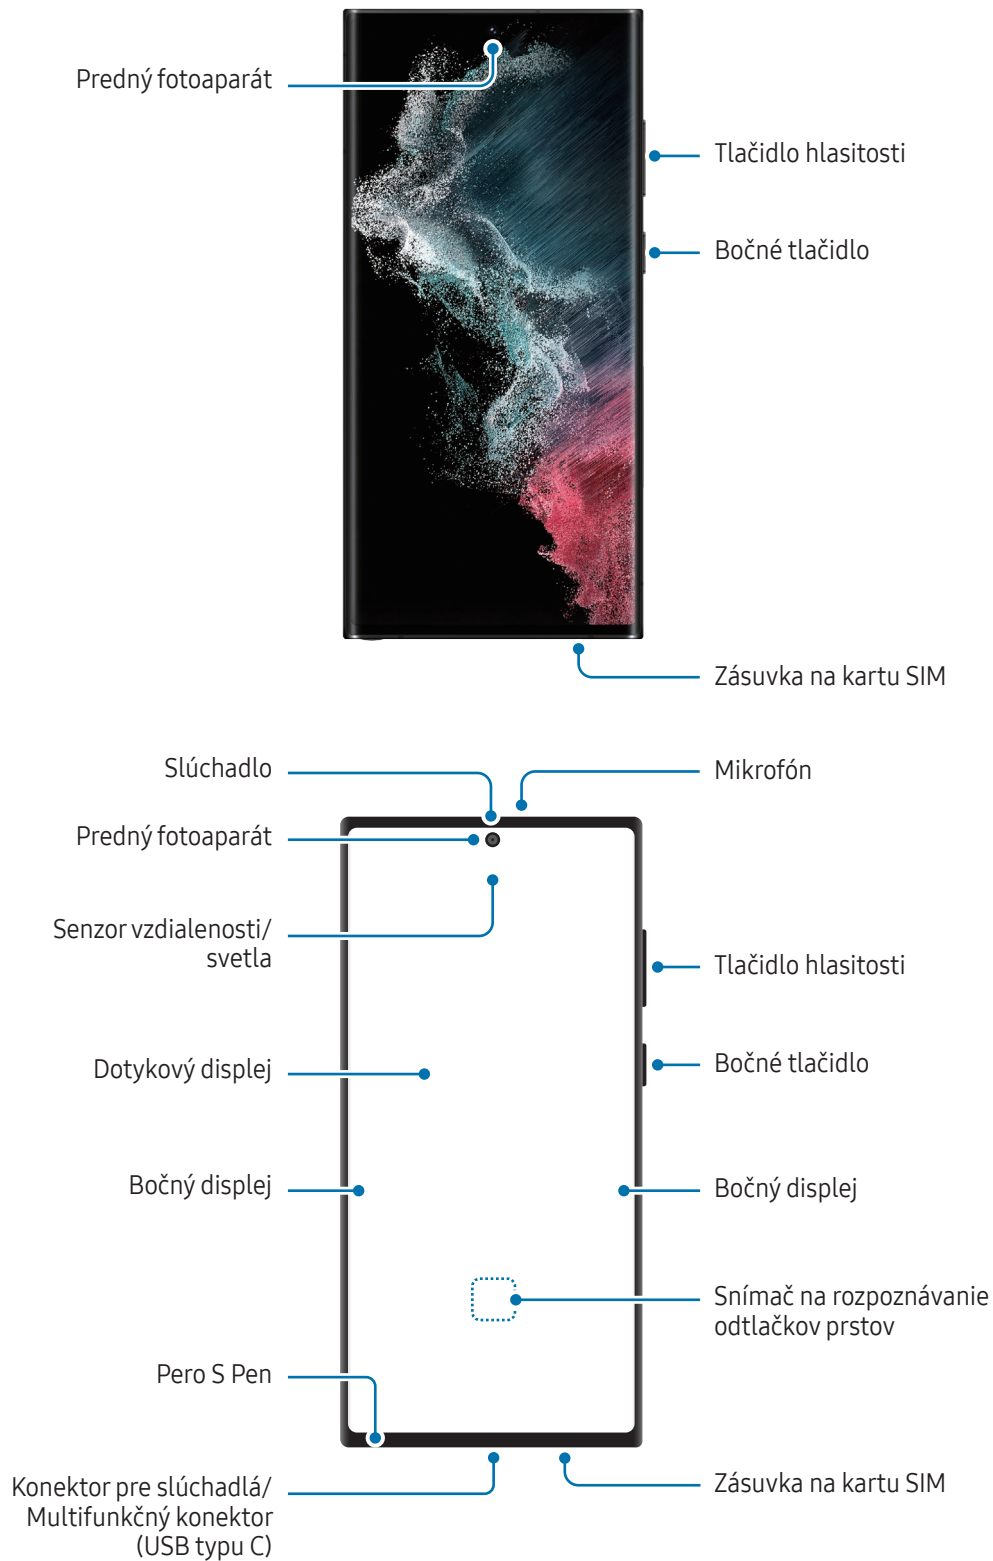 Predný fotoaparát
Tlačidlo hlasitosti
Bočné tlačidlo
Zásuvka na kartu SIM
Slúchadlo
Mikrofón
Predný fotoaparát
Senzor vzdialenosti/
svetla
Tlačidlo hlasitosti
Dotykový displej
Bočné tlačidlo
Bočný displej
Bočný displej
Snímač na rozpoznávanie
odtlačkov prstov
Pero S Pen
Konektor pre slúchadlá/
Multifunkčný konektor
(USB typu C)
Zásuvka na kartu SIM